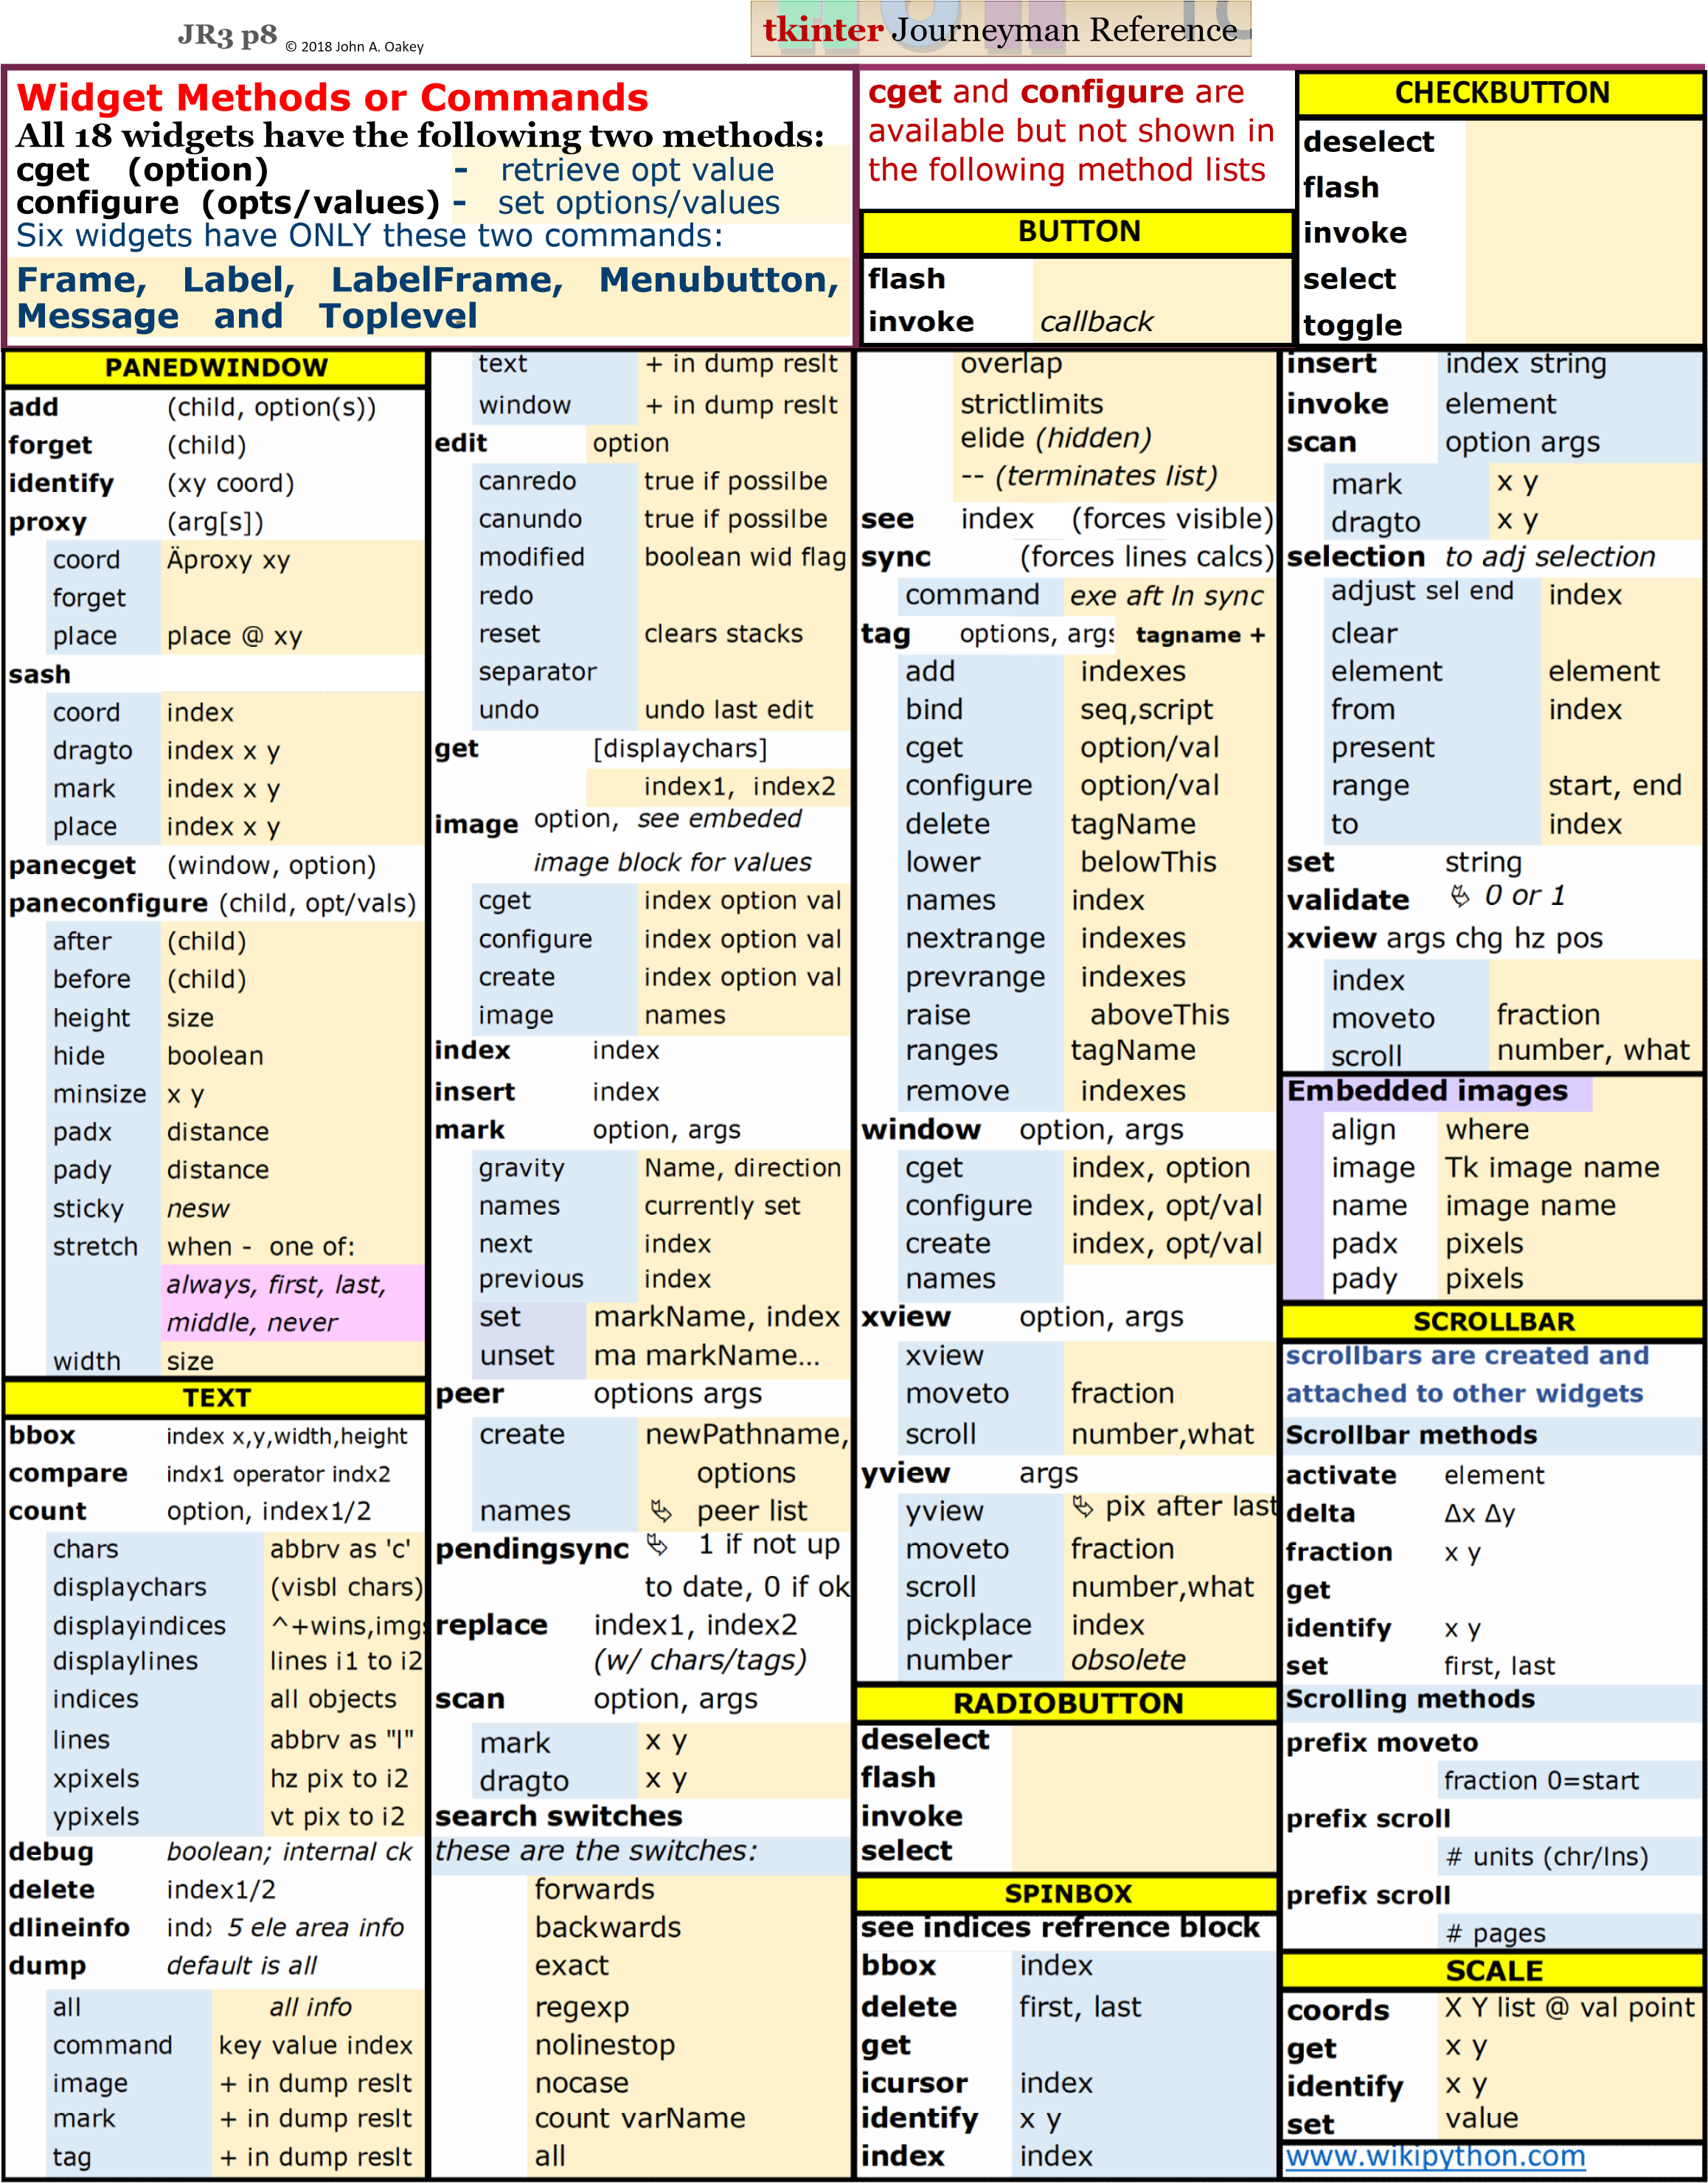 JR3 p8 © 2018 John A. Oakey
tkinter Journeyman Reference
Widget Methods or Commands
All 18 widgets have the following two methods:
cget (option) - retrieve opt value
configure (opts/values) - set options/values
Six widgets have ONLY these two commands:
Frame, Label, LabelFrame, Menubutton,
Message and Toplevel
cget and configure are
available but not shown in
the following method lists
BUTTON
flash
invoke callback
CHECKBUTTON
deselect
flash
invoke
select
toggle
PANEDWINDOW
add (child, option(s))
forget (child)
identify (xy coord)
proxy (arg[s])
coord Äproxy xy
forget
place place @ xy
sash
coord index
dragto index x y
mark index x y
place index x y
panecget (window, option)
paneconfigure (child, opt/vals)
after (child)
before (child)
height size
hide boolean
minsize x y
padx distance
pady distance
sticky nesw
stretch when - one of:
always, first, last,
middle, never
width size
TEXT
bbox index x,y,width,height
compare indx1 operator indx2
count option, index1/2
chars abbrv as 'c'
displaychars (visbl chars)
displayindices ^+wins,imgs
displaylines lines i1 to i2
indices all objects
lines abbrv as "l"
xpixels hz pix to i2
ypixels vt pix to i2
debug boolean; internal ck
delete index1/2
dlineinfo 5 ele area info
dump default is all
all all info
command key value index
image + in dump reslt
mark + in dump reslt
tag + in dump reslt
text + in dump reslt
window + in dump reslt
edit option
canredo true if possilbe
canundo true if possilbe
modified boolean wid flag
redo
reset clears stacks
separator
undo undo last edit
get [displaychars]
index1, index2
image option, see embeded
image block for values
cget index option val
configure index option val
create index option val
image names
index index
insert index
mark option, args
gravity Name, direction
names currently set
next index
previous index
set markName, index
unset ma markName...
peer options args
create newPathname,
options
names ⮱ peer list
pendingsync ⮱ 1 if not up
to date, 0 if ok
replace index1, index2
(w/ chars/tags)
scan option, args
mark x y
dragto x y
search switches
these are the switches:
forwards
backwards
exact
regexp
nolinestop
nocase
count varName
all
overlap
strictlimits
elide (hidden)
-- (terminates list)
see index (forces visible)
sync (forces lines calcs)
command exe aft ln sync
tag options, args tagname +
add indexes
bind seq,script
cget option/val
configure option/val
delete tagName
lower belowThis
names index
nextrange indexes
prevrange indexes
raise aboveThis
ranges tagName
remove indexes
window option, args
cget index, option
configure index, opt/val
create index, opt/val
names
xview option, args
xview
moveto fraction
scroll number,what
yview args
yview ⮱ pix after last
moveto fraction
scroll number,what
pickplace index
number obsolete
RADIOBUTTON
deselect
flash
invoke
select
SPINBOX
see indices refrence block
bbox index
delete first, last
get
icursor index
identify x y
index index
insert index string
invoke element
scan option args
mark x y
dragto x y
selection to adj selection
adjust sel end index
clear
element element
from index
present
range start, end
to index
set string
validate ⮱ 0 or 1
xview args chg hz pos
index
moveto fraction
scroll number, what
Embedded images
align where
image Tk image name
name image name
padx pixels
pady pixels
SCROLLBAR
scrollbars are created and
attached to other widgets
Scrollbar methods
activate element
delta Δx Δy
fraction x y
get
identify x y
set first, last
Scrolling methods
prefix moveto
fraction 0=start
prefix scroll
# units (chr/lns)
prefix scroll
# pages
SCALE
coords X Y list @ val point
get x y
identify x y
set value
www.wikipython.com